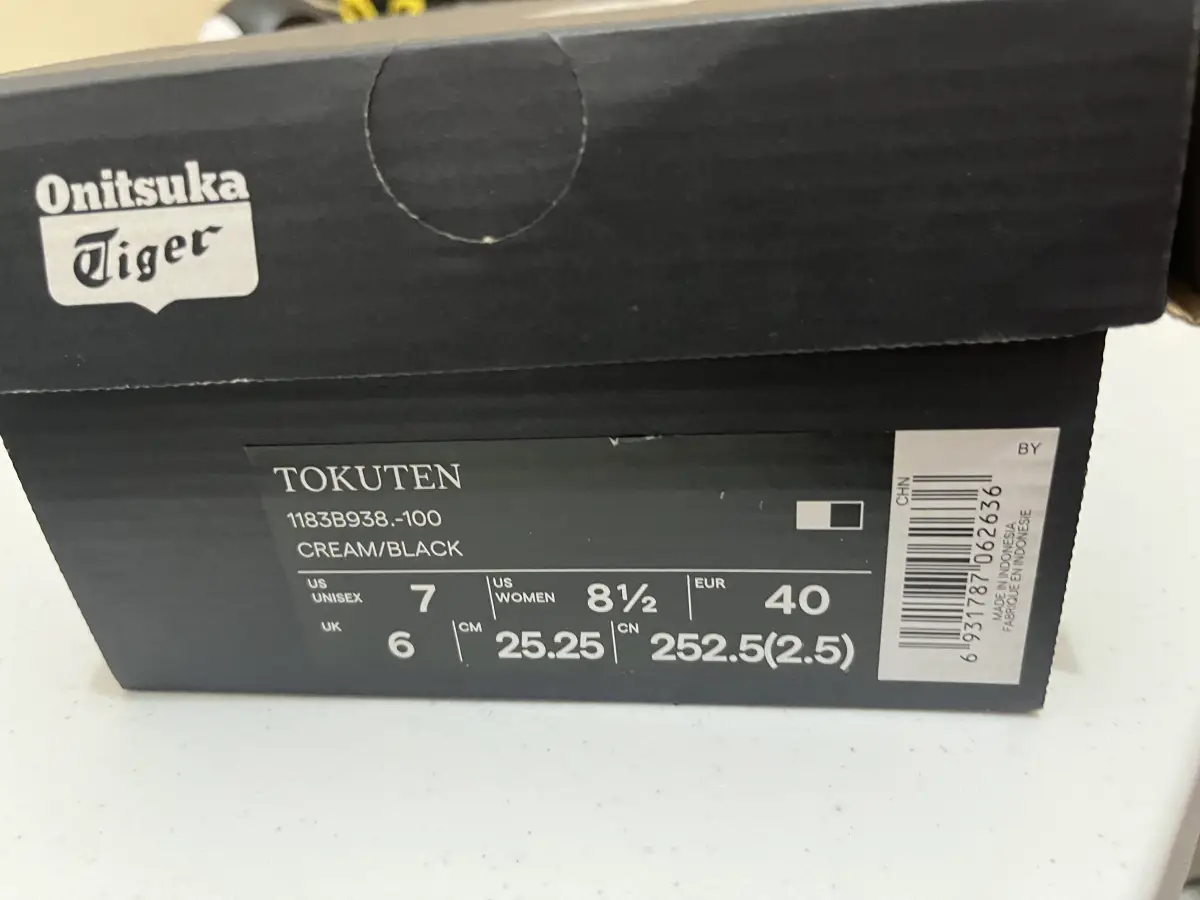 Onitsuka
Tiger
TOKUTEN
1183B938.-100
CREAM/BLACK
US UNISEX 7 US WOMEN 8½ EUR 40
UK 6 CM 25.25 CN 252.5(2.5)
BY
CHN
6 931787 062636
MADE IN INDONESIA
FABRIQUE EN INDONESIE